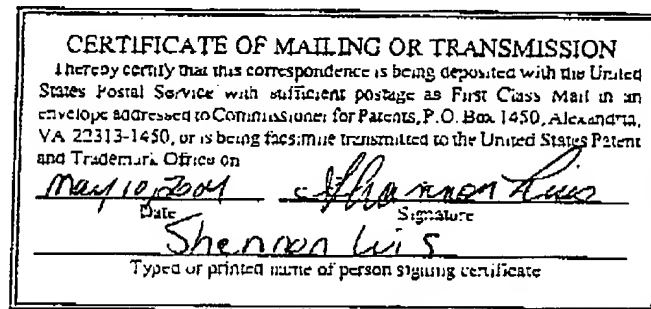 CERTIFICATE OF MAILING OR TRANSMISSION
I hereby certify that this correspondence is being deposited with the United
States Postal Service with sufficient postage as First Class Mail in an
envelope addressed to Commissioner for Patents, P.O. Box 1450, Alexandria,
VA 22313-1450, or is being facsimile transmitted to the United States Patent
and Trademark Office on
May 10, 2004 Shannon
Date Signature
Shannon
Typed or printed name of person signing certificate